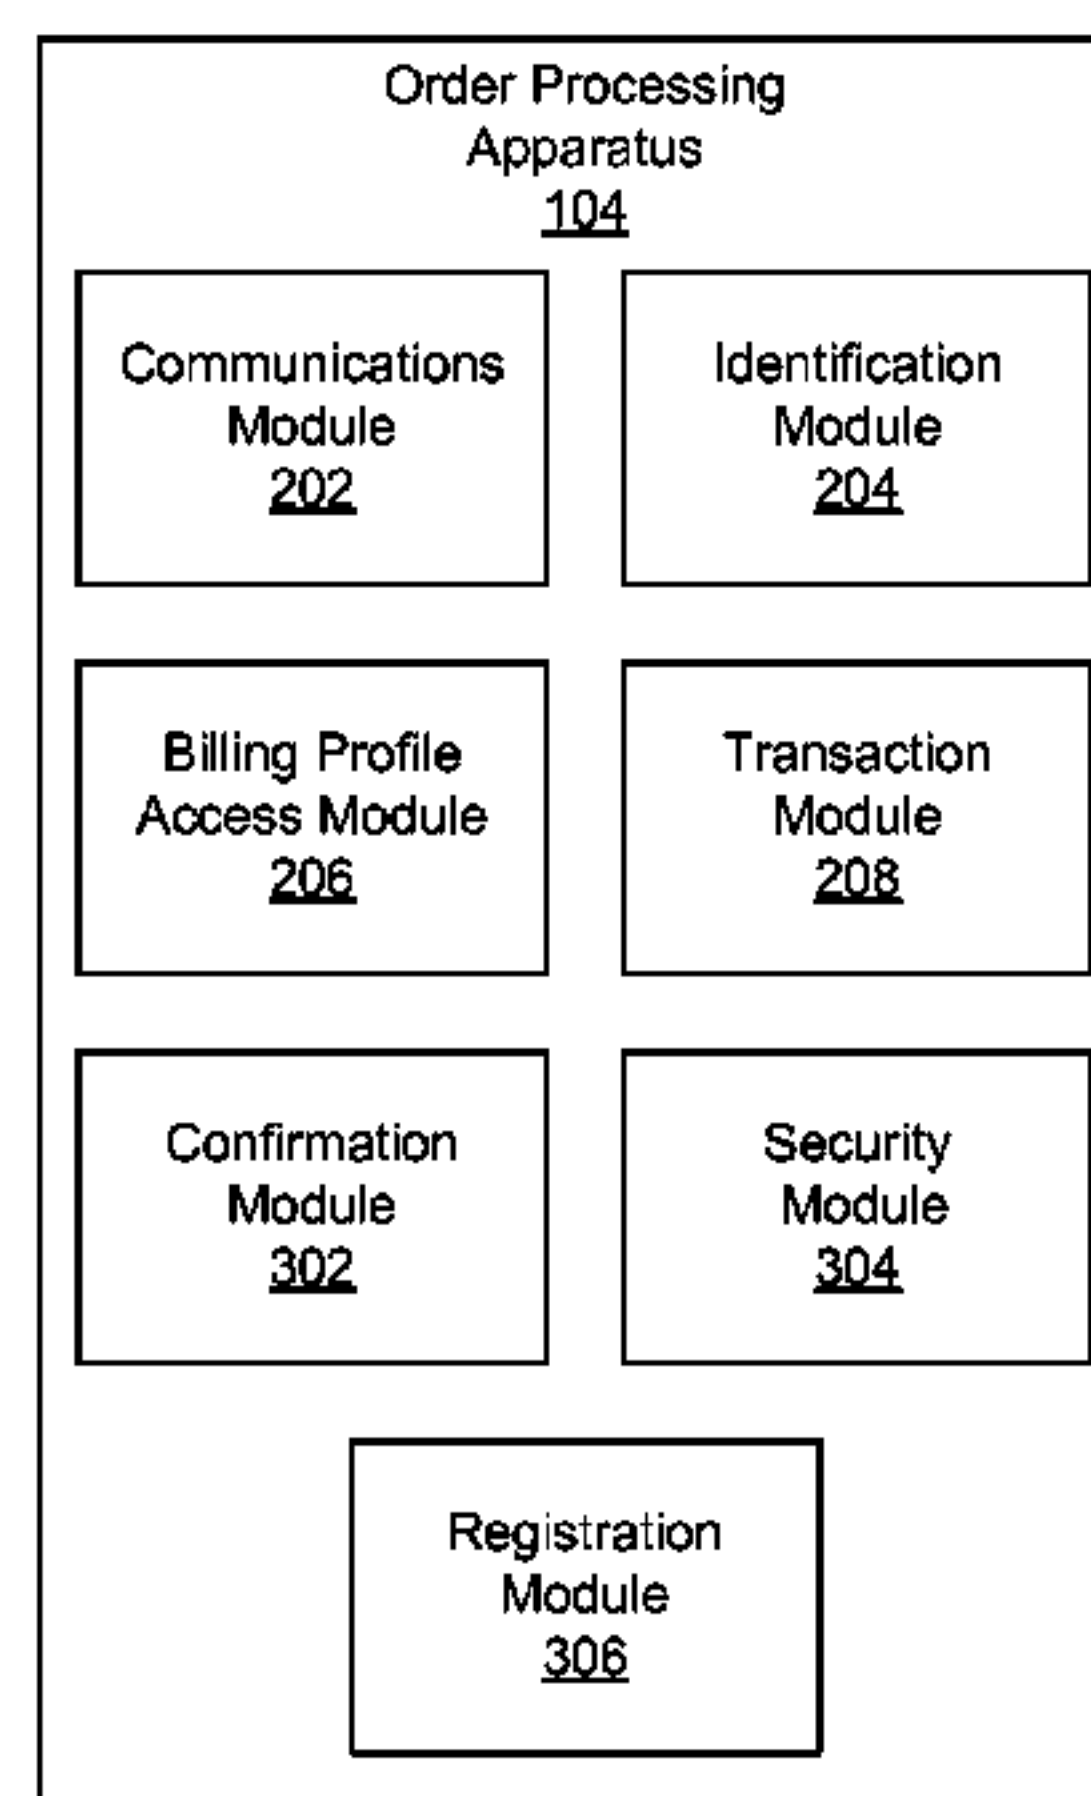 Order Processing
Apparatus
104
Communications
Module
202
Identification
Module
204
Billing Profile
Access Module
206
Transaction
Module
208
Confirmation
Module
302
Security
Module
304
Registration
Module
306